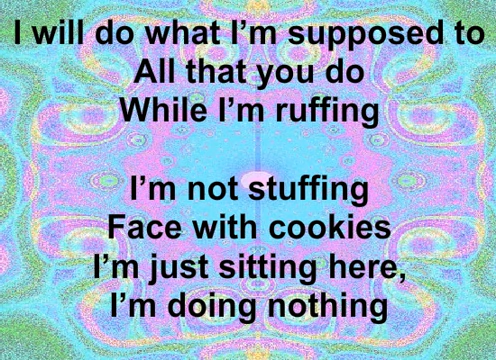 I will do what I'm supposed to
All that you do
While I'm ruffing
I'm not stuffing
Face with cookies
I'm just sitting here,
I'm doing nothing